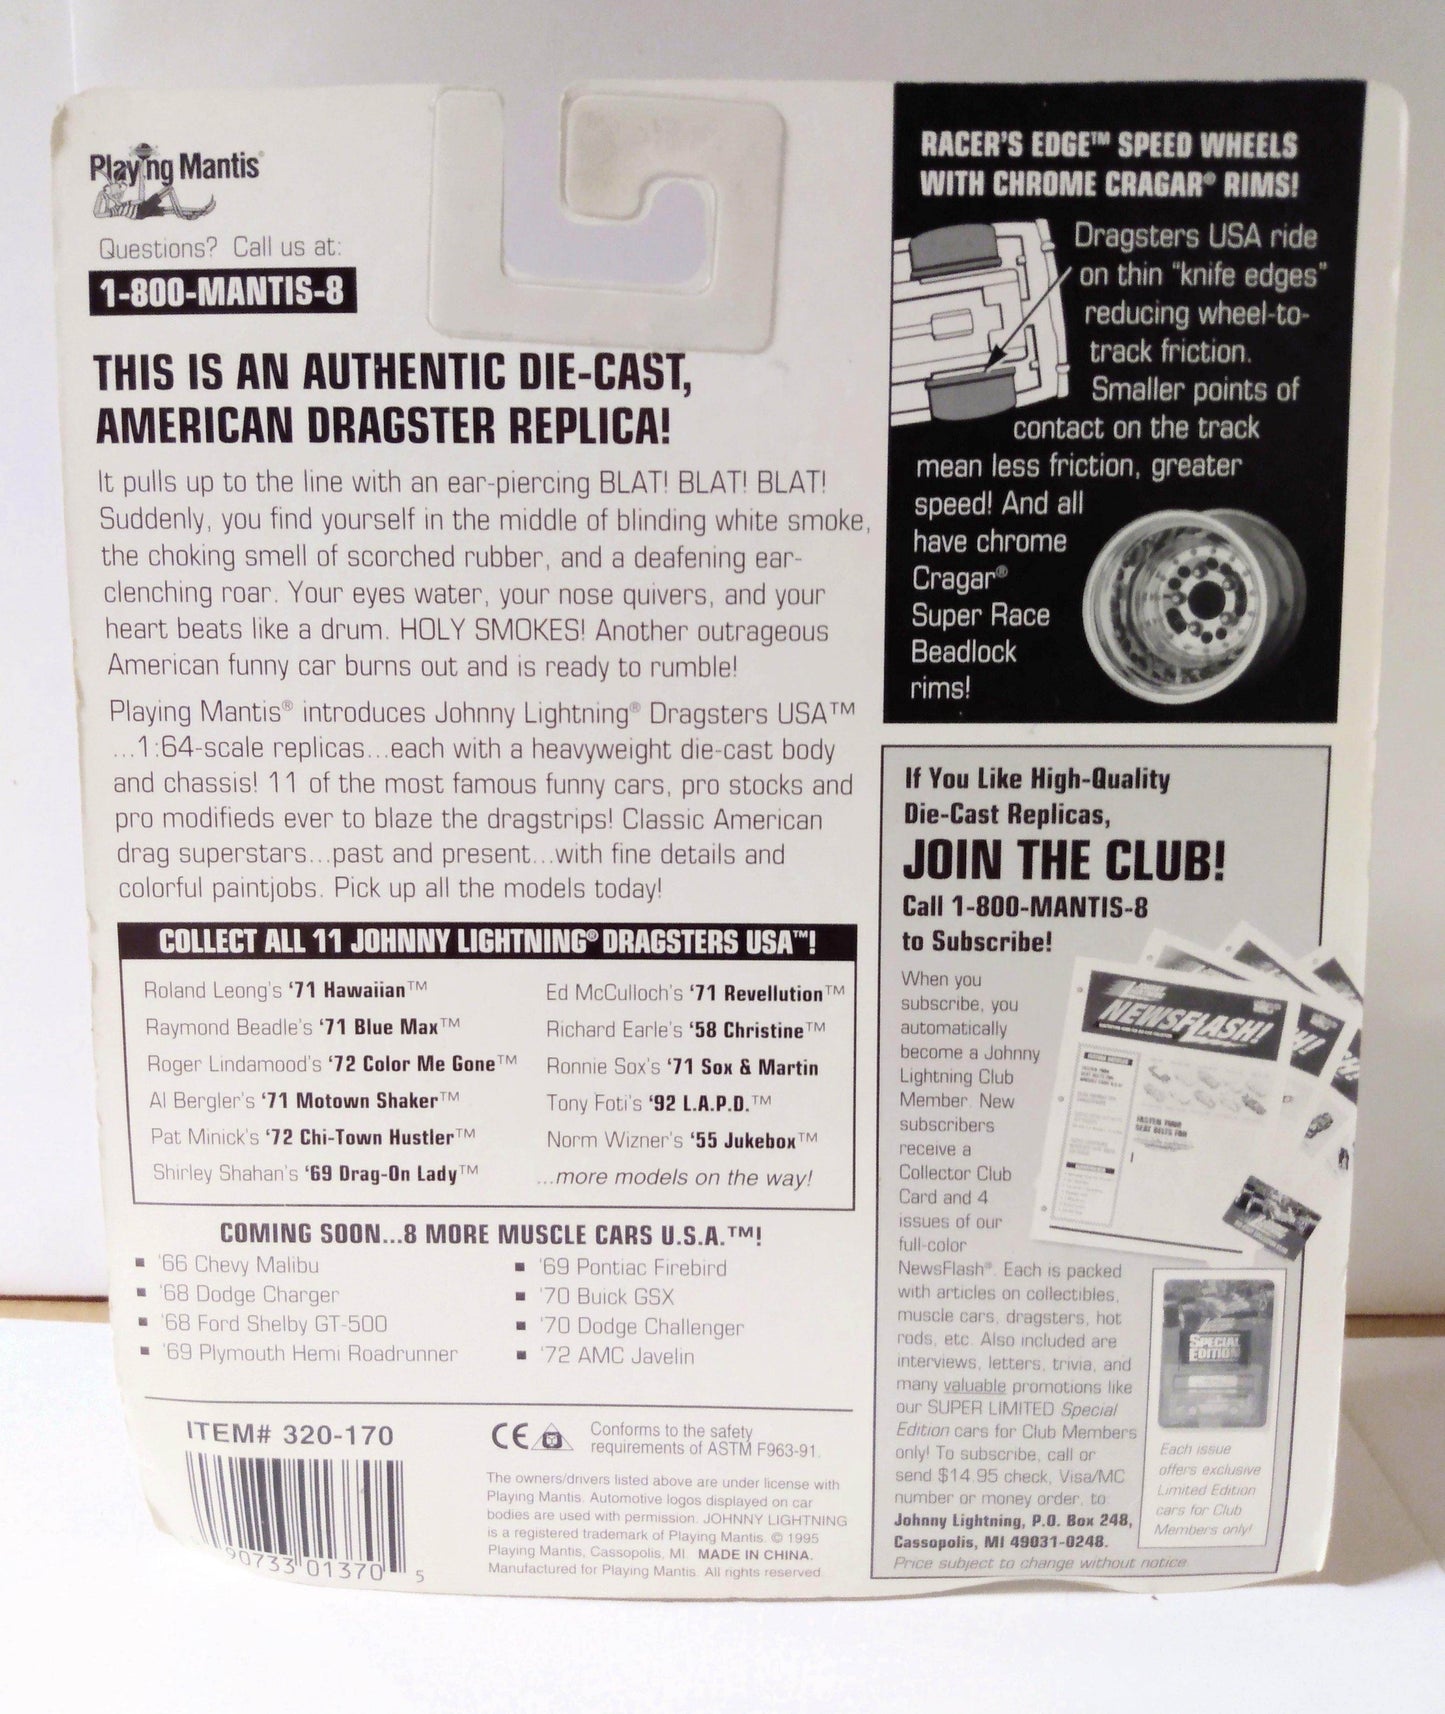 Playing Mantis®
Questions? Call us at:
1-800-MANTIS-8
THIS IS AN AUTHENTIC DIE-CAST,
AMERICAN DRAGSTER REPLICA!
It pulls up to the line with an ear-piercing BLAT! BLAT! BLAT!
Suddenly, you find yourself in the middle of blinding white smoke,
the choking smell of scorched rubber, and a deafening ear-
clenching roar. Your eyes water, your nose quivers, and your
heart beats like a drum. HOLY SMOKES! Another outrageous
American funny car burns out and is ready to rumble!
Playing Mantis® introduces Johnny Lightning® Dragsters USA™
...1:64-scale replicas...each with a heavyweight die-cast body
and chassis! 11 of the most famous funny cars, pro stocks and
pro modifieds ever to blaze the dragstrips! Classic American
drag superstars...past and present...with fine details and
colorful paintjobs. Pick up all the models today!
COLLECT ALL 11 JOHNNY LIGHTNING® DRAGSTERS USA™!
Roland Leong's '71 Hawaiian™
Raymond Beadle's '71 Blue Max™
Roger Lindamood's '72 Color Me Gone™
Al Bergler's '71 Motown Shaker™
Pat Minick's '72 Chi-Town Hustler™
Shirley Shahan's '69 Drag-On Lady™
Ed McCulloch's '71 Revellution™
Richard Earle's '58 Christine™
Ronnie Sox's '71 Sox & Martin
Tony Foti's '92 L.A.P.D.™
Norm Wizner's '55 Jukebox™
...more models on the way!
COMING SOON...8 MORE MUSCLE CARS U.S.A.™!
▪ '66 Chevy Malibu
▪ '68 Dodge Charger
▪ '68 Ford Shelby GT-500
▪ '69 Plymouth Hemi Roadrunner
▪ '69 Pontiac Firebird
▪ '70 Buick GSX
▪ '70 Dodge Challenger
▪ '72 AMC Javelin
ITEM# 320-170
90733 01370 5
CE
Conforms to the safety
requirements of ASTM F963-91.
The owners/drivers listed above are under license with
Playing Mantis. Automotive logos displayed on car
bodies are used with permission. JOHNNY LIGHTNING
is a registered trademark of Playing Mantis. © 1995
Playing Mantis, Cassopolis, MI. MADE IN CHINA.
Manufactured for Playing Mantis. All rights reserved.
RACER'S EDGE™ SPEED WHEELS
WITH CHROME CRAGAR® RIMS!
Dragsters USA ride
on thin "knife edges"
reducing wheel-to-
track friction.
Smaller points of
contact on the track
mean less friction, greater
speed! And all
have chrome
Cragar®
Super Race
Beadlock
rims!
If You Like High-Quality
Die-Cast Replicas,
JOIN THE CLUB!
Call 1-800-MANTIS-8
to Subscribe!
When you
subscribe, you
automatically
become a Johnny
Lightning Club
Member. New
subscribers
receive a
Collector Club
Card and 4
issues of our
full-color
NewsFlash®. Each is packed
with articles on collectibles,
muscle cars, dragsters, hot
rods, etc. Also included are
interviews, letters, trivia, and
many valuable promotions like
our SUPER LIMITED Special
Edition cars for Club Members
only! To subscribe, call or
send $14.95 check, Visa/MC
number or money order, to:
Johnny Lightning, P.O. Box 248,
Cassopolis, MI 49031-0248.
Price subject to change without notice.
NEWSFLASH!
FASTEN YOUR
SEAT BELTS FOR
SPECIAL
EDITION
Each issue
offers exclusive
Limited Edition
cars for Club
Members only!